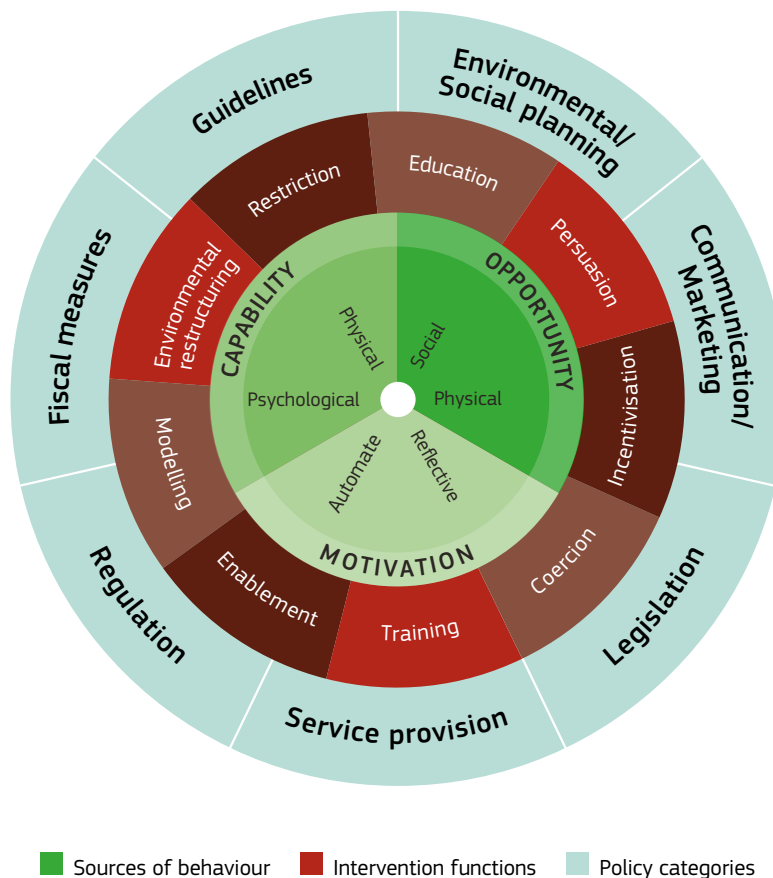 Environmental/
Social planning
Communication/
Marketing
Legislation
Service provision
Regulation
Fiscal measures
Guidelines
Education
Persuasion
Incentivisation
Coercion
Training
Enablement
Modelling
Environmental
restructuring
Restriction
CAPABILITY
OPPORTUNITY
MOTIVATION
Physical
Social
Psychological
Physical
Automate
Reflective
Sources of behaviour
Intervention functions
Policy categories